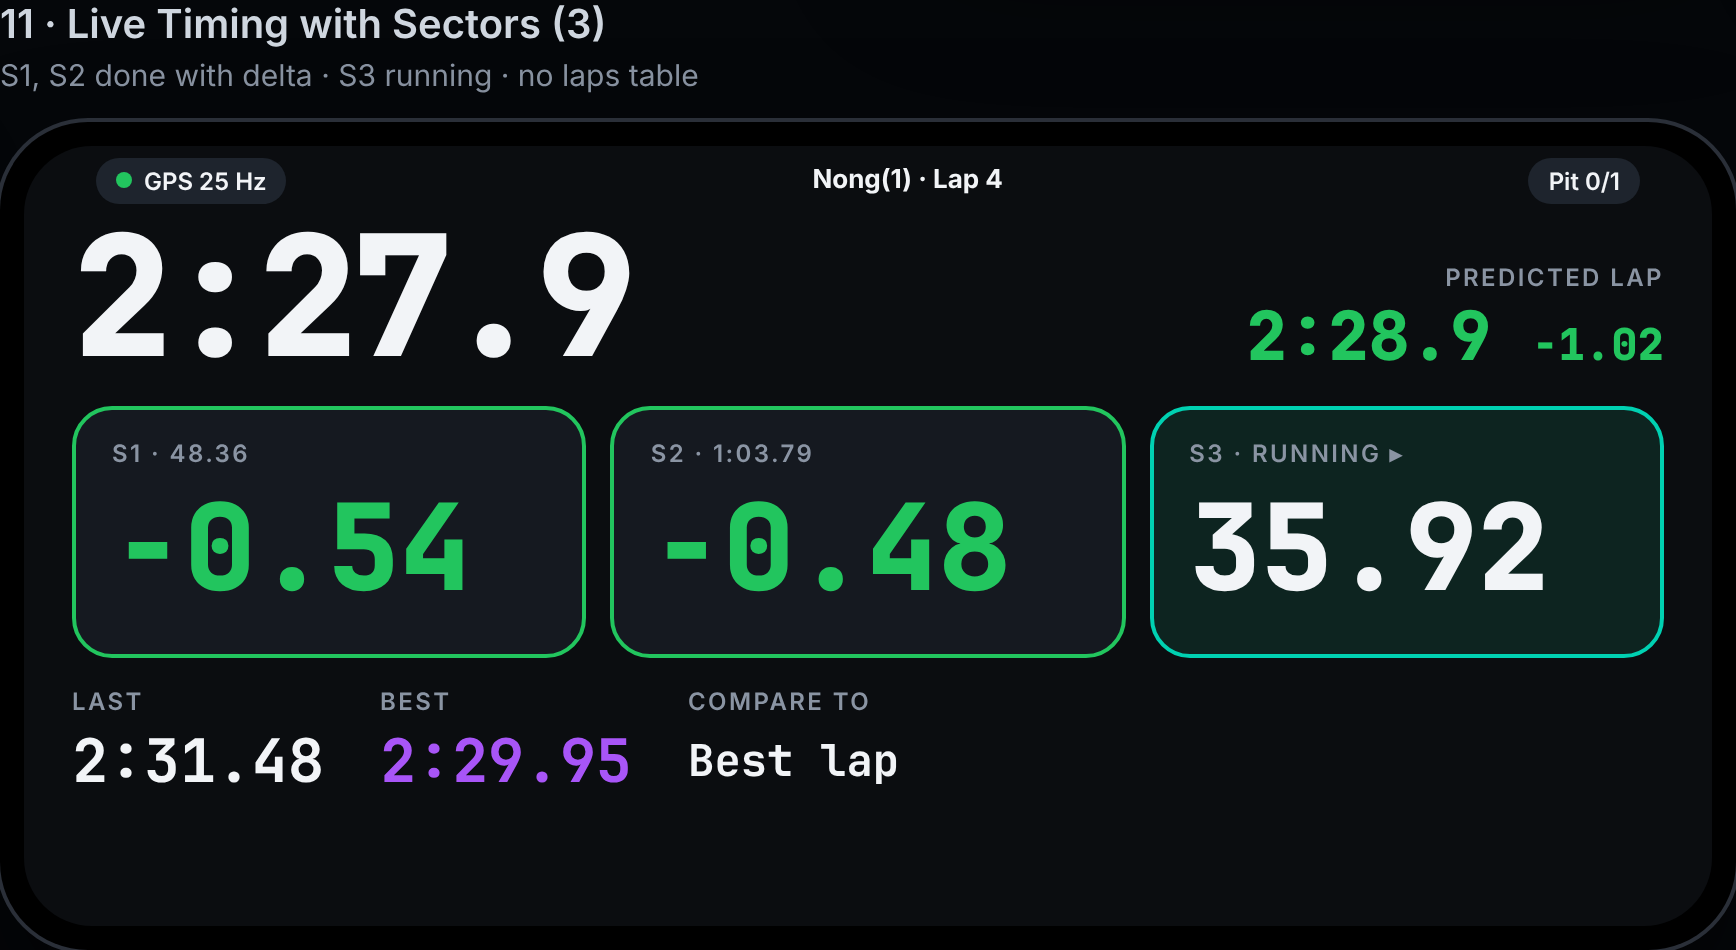 11 · Live Timing with Sectors (3)
S1, S2 done with delta · S3 running · no laps table
GPS 25 Hz
Nong(1) · Lap 4
Pit 0/1
2:27.9
PREDICTED LAP
2:28.9 -1.02
S1 · 48.36
-0.54
S2 · 1:03.79
-0.48
S3 · RUNNING ▸
35.92
LAST
2:31.48
BEST
2:29.95
COMPARE TO
Best lap